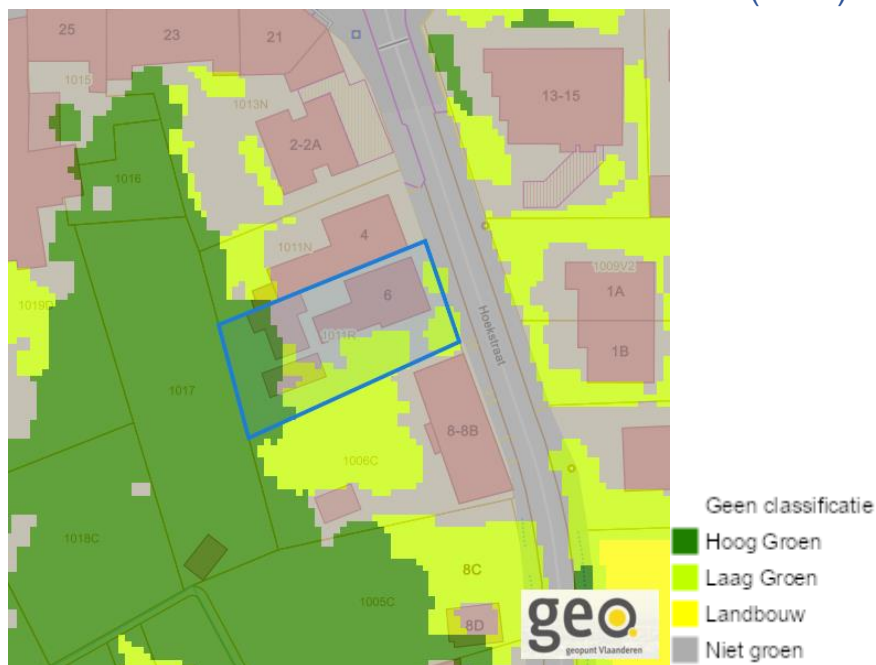 25
23
21
1015
1013N
13-15
2-2A
1016
1011N
4
1009V2
6
1A
1011R
Hoekstraat
1B
1017
8-8B
1006C
1018C
8C
1005C
8D
geo
geopunt Vlaanderen
Geen classificatie
Hoog Groen
Laag Groen
Landbouw
Niet groen